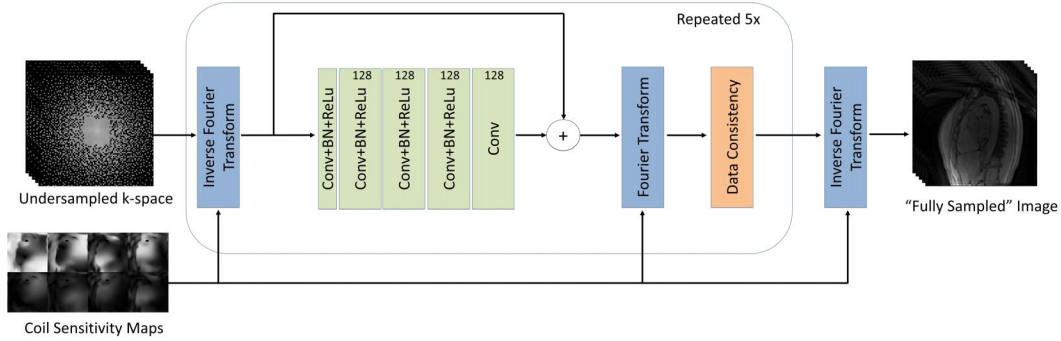 Repeated 5x
Undersampled k-space
Inverse Fourier
Transform
Conv+BN+ReLu
128
Conv+BN+ReLu
128
Conv+BN+ReLu
128
Conv+BN+ReLu
128
Conv
+
Fourier Transform
Data Consistency
Inverse Fourier
Transform
“Fully Sampled” Image
Coil Sensitivity Maps